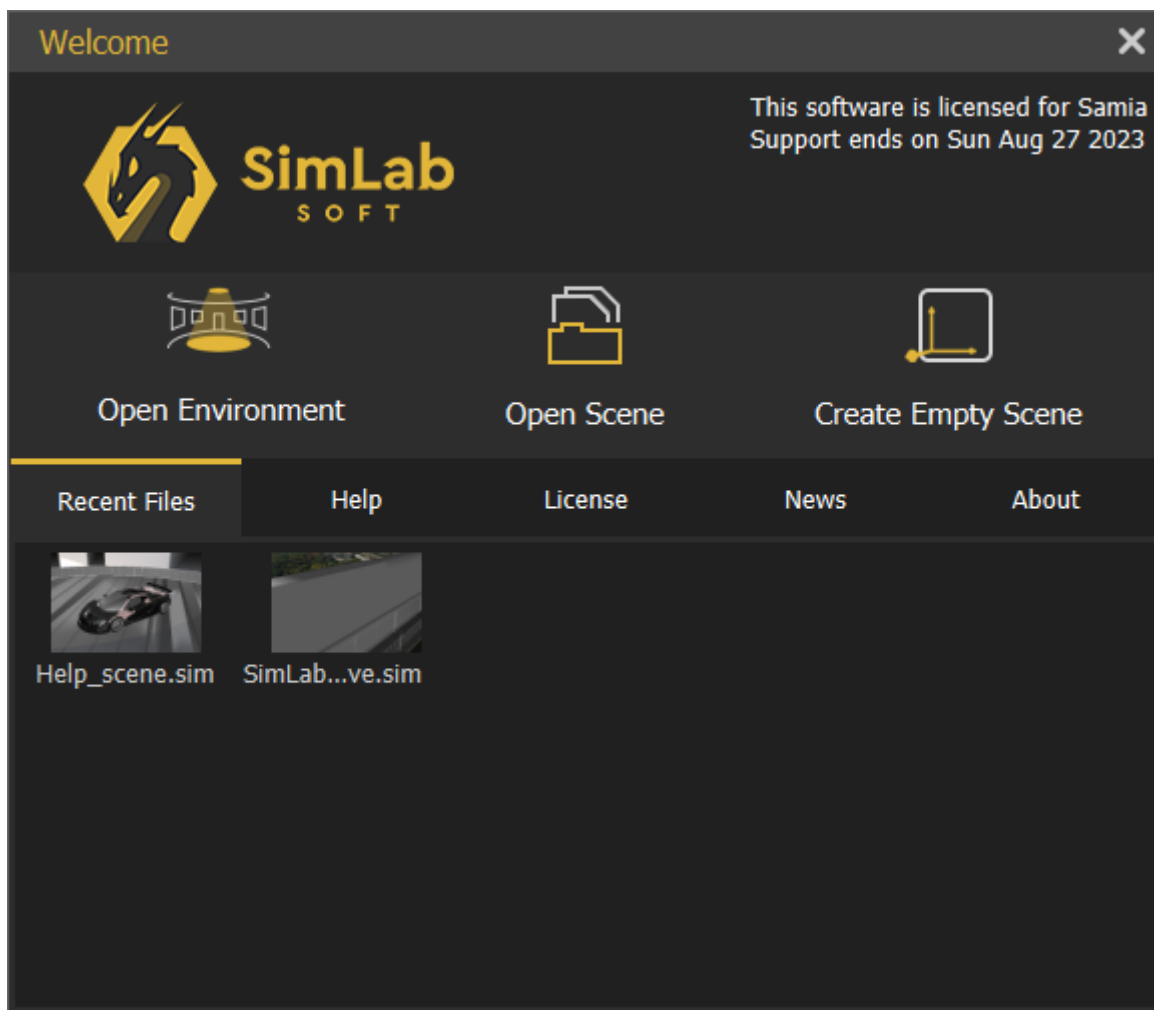 Welcome
This software is licensed for Samia
Support ends on Sun Aug 27 2023
SimLab
SOFT
Open Environment
Open Scene
Create Empty Scene
Recent Files
Help
License
News
About
Help_scene.sim
SimLab...ve.sim